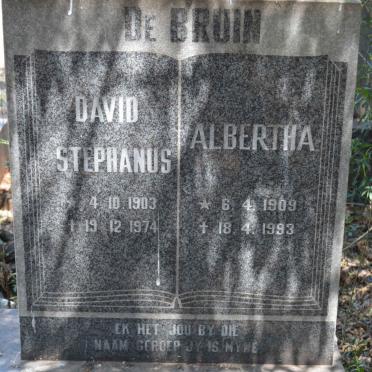 De BRUIN
DAVID
STEPHANUS
* 4.10.1903
† 19.12.1974
ALBERTHA
* 6.4.1909
† 18.4.1993
EK HET JOU BY DIE
NAAM GEROEP JY IS MYNE